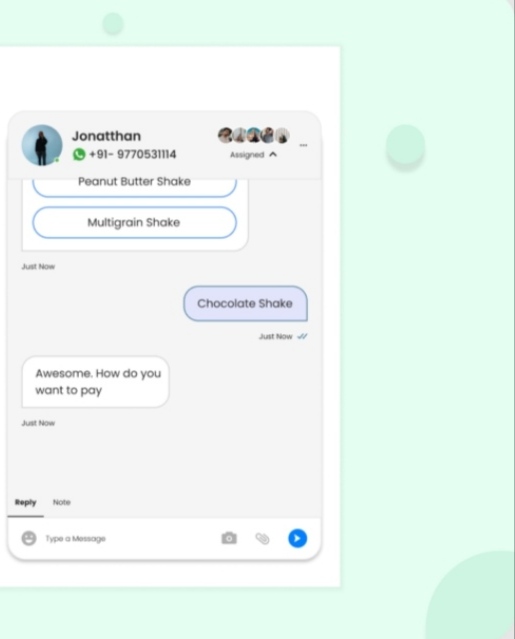 Jonatthan
+91- 9770531114
Assigned
Peanut Butter Shake
Multigrain Shake
Just Now
Chocolate Shake
Just Now
Awesome. How do you
want to pay
Just Now
Reply Note
Type a Message